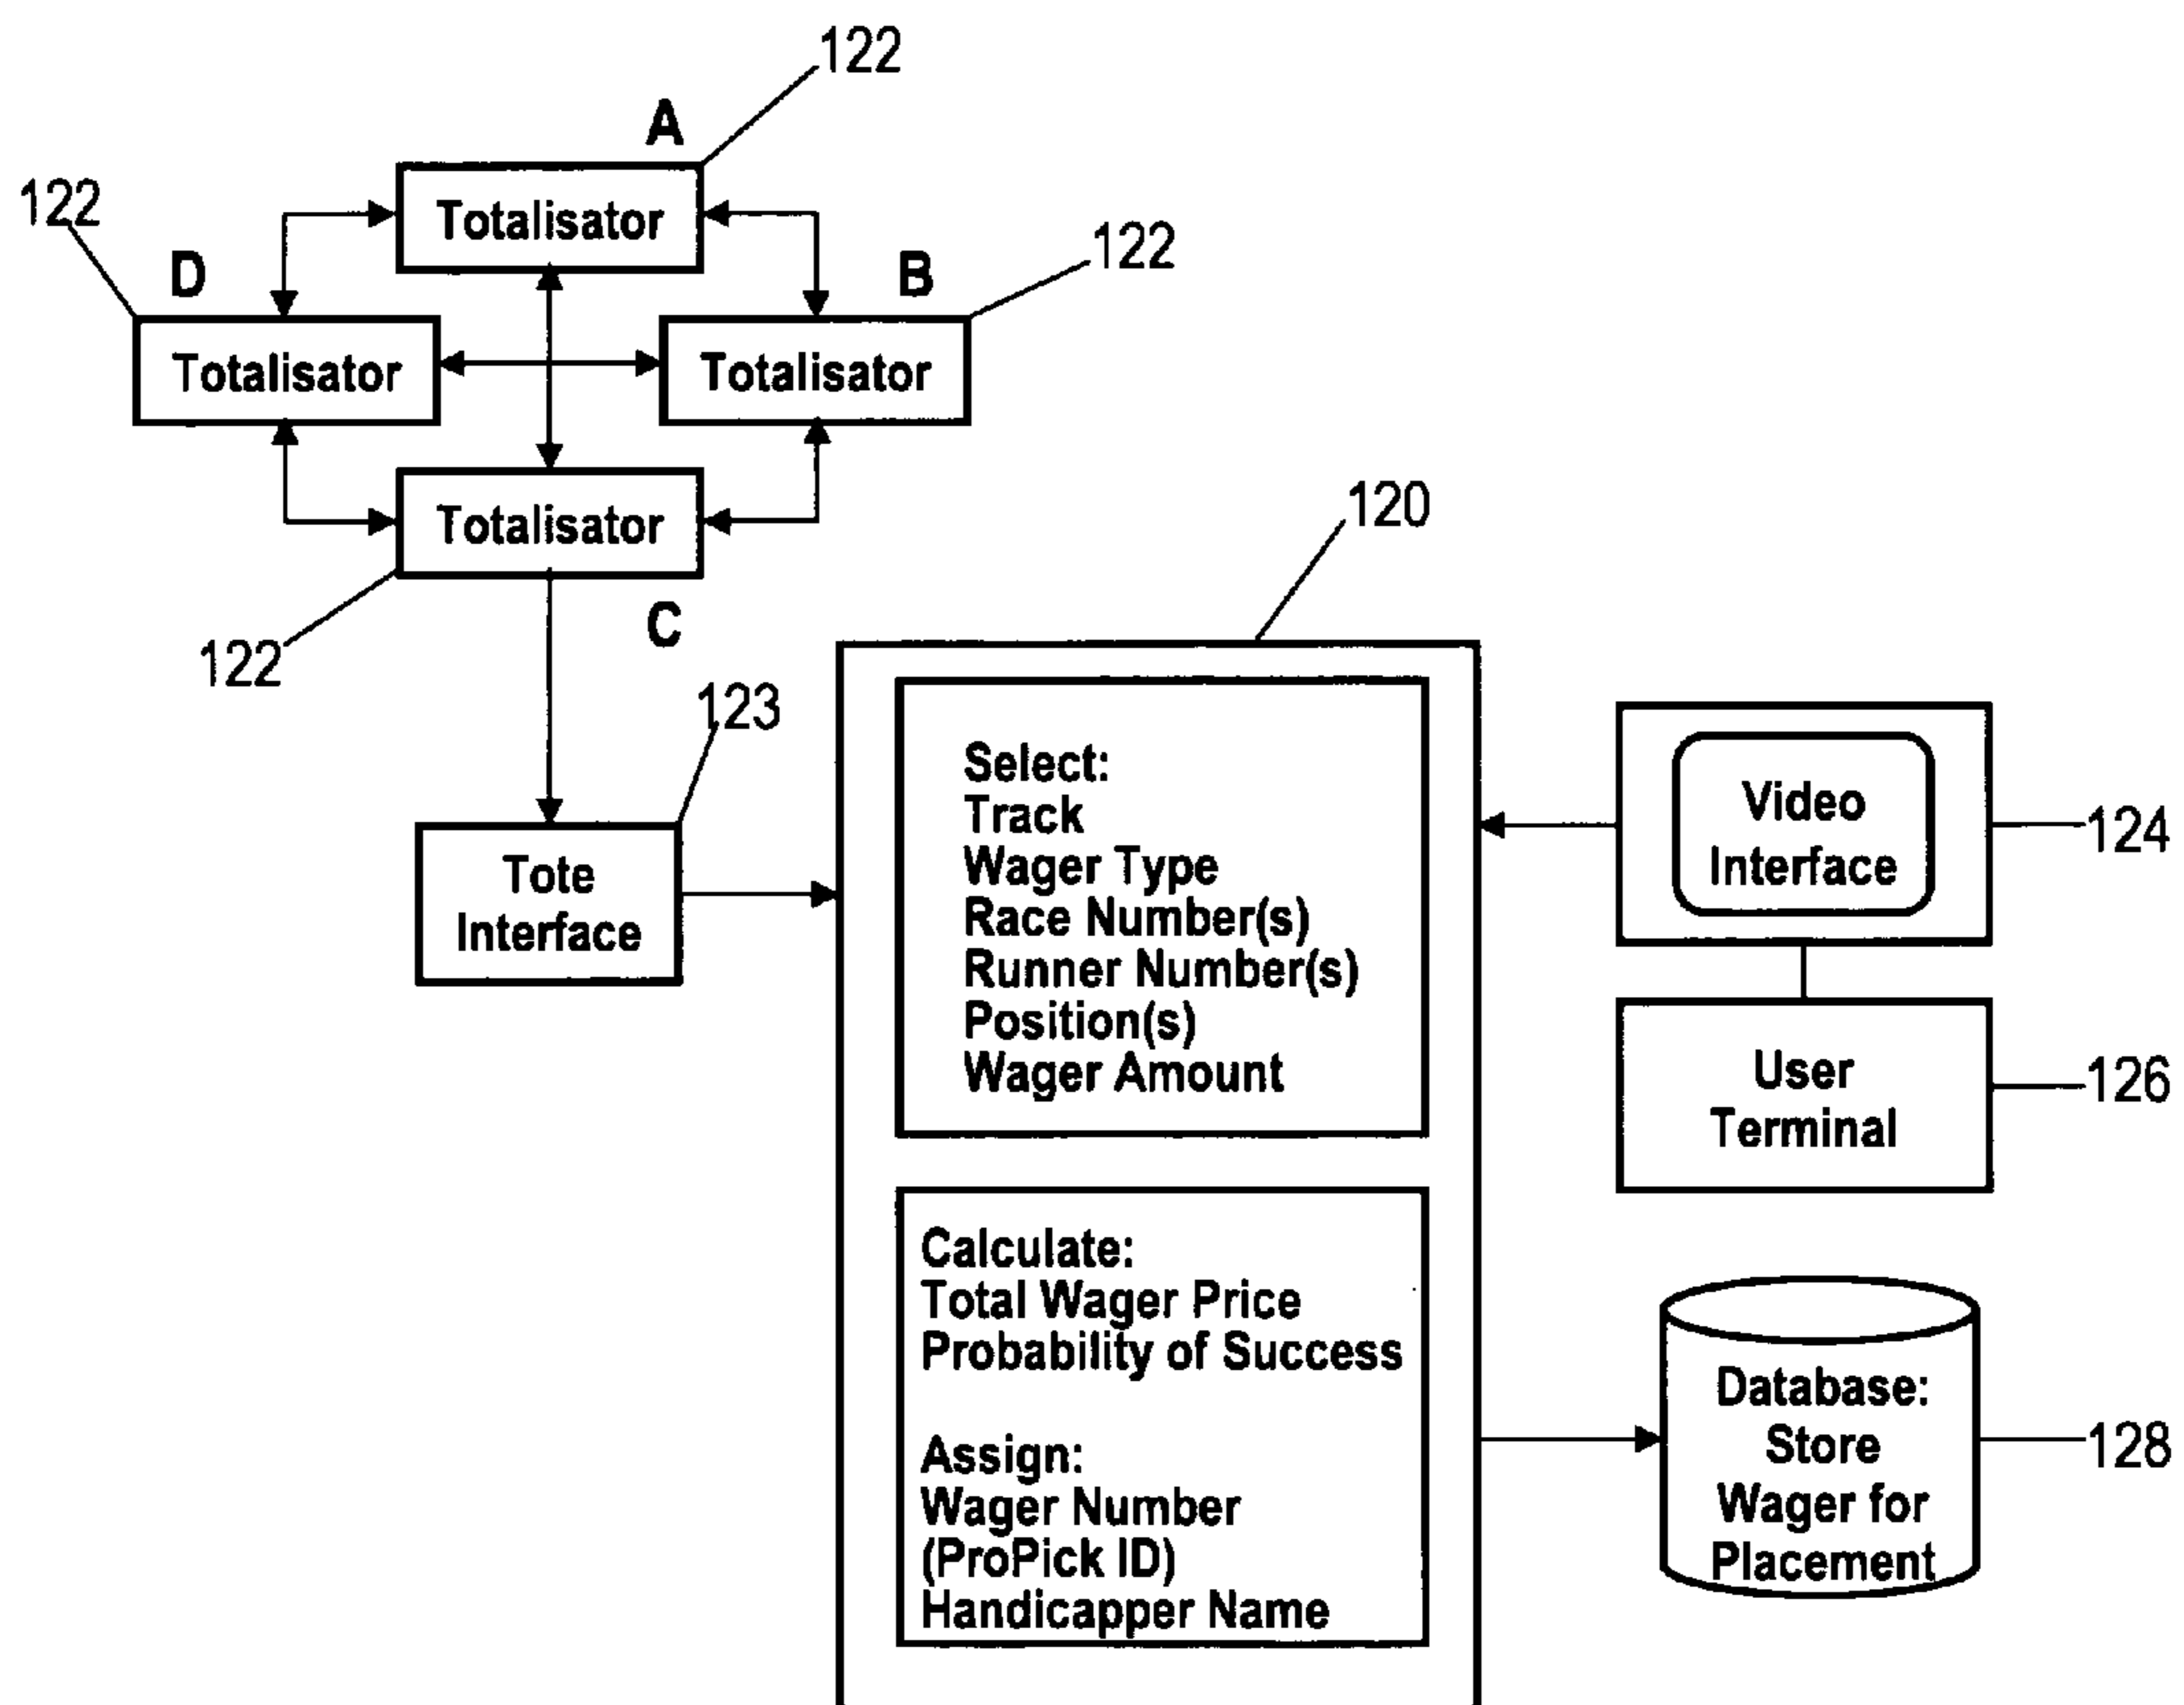 122
A
Totalisator
122
D
Totalisator
122
B
Totalisator
Totalisator
122
C
123
Tote
Interface
120
Select:
Track
Wager Type
Race Number(s)
Runner Number(s)
Position(s)
Wager Amount
Calculate:
Total Wager Price
Probability of Success
Assign:
Wager Number
(ProPick ID)
Handicapper Name
Video
Interface
124
User
Terminal
126
Database:
Store
Wager for
Placement
128